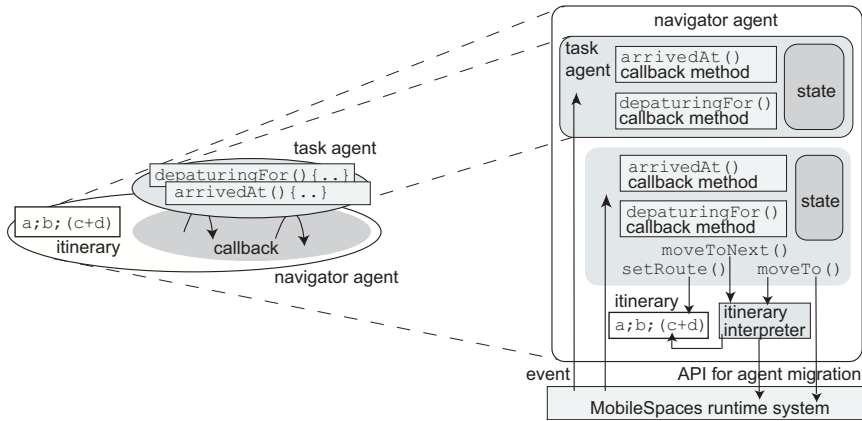 task agent
depaturingFor(){..}
arrivedAt(){..}
a;b;(c+d)
itinerary
callback
navigator agent
navigator agent
task
agent
arrivedAt()
callback method
depaturingFor()
callback method
state
arrivedAt()
callback method
depaturingFor()
callback method
state
moveToNext()
setRoute()
moveTo()
itinerary
a;b;(c+d)
itinerary
interpreter
event
API for agent migration
MobileSpaces runtime system